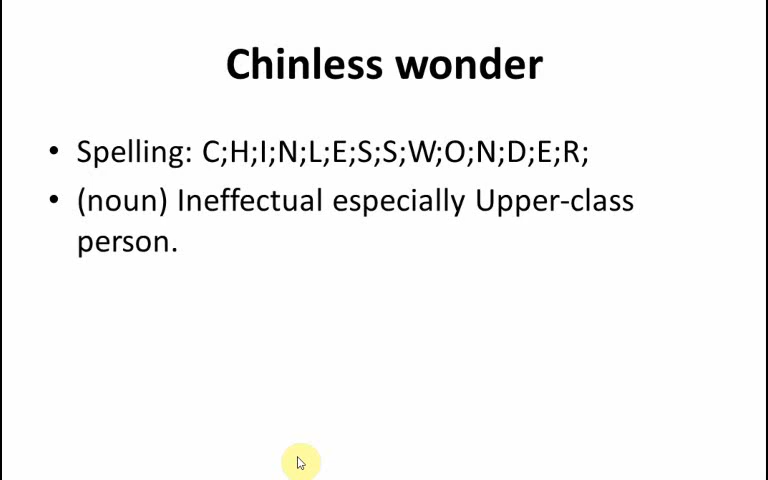 Chinless wonder
• Spelling: C;H;I;N;L;E;S;S;W;O;N;D;E;R;
• (noun) Ineffectual especially Upper-class
person.